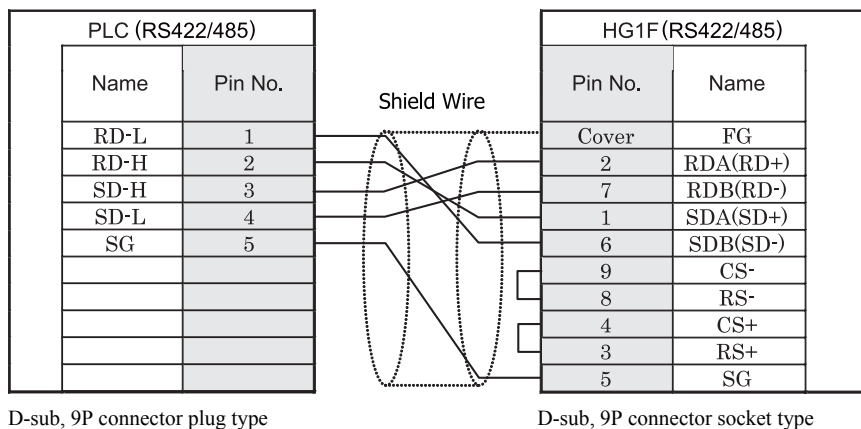 PLC (RS422/485) HG1F(RS422/485)
Name Pin No. Shield Wire Pin No. Name
RD-L 1 Cover FG
RD-H 2 2 RDA(RD+)
SD-H 3 7 RDB(RD-)
SD-L 4 1 SDA(SD+)
SG 5 6 SDB(SD-)
9 CS-
8 RS-
4 CS+
3 RS+
5 SG
D-sub, 9P connector plug type D-sub, 9P connector socket type